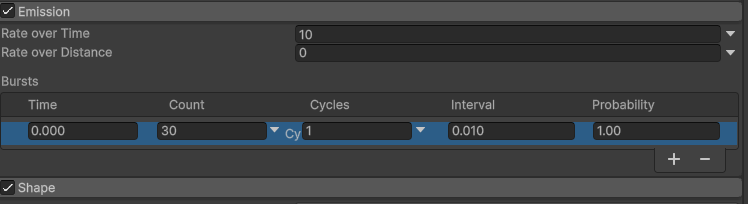 Emission
Rate over Time 10
Rate over Distance 0
Bursts
Time Count Cycles Interval Probability
0.000 30 Cy 1 0.010 1.00
+ −
Shape